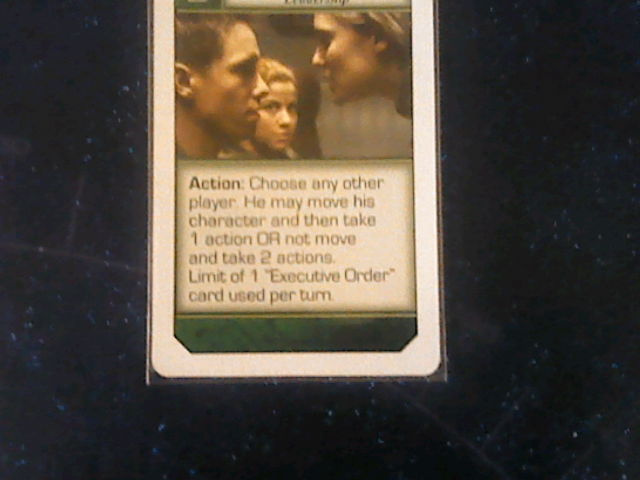 Leadership
Action: Choose any other
player. He may move his
character and then take
1 action OR not move
and take 2 actions.
Limit of 1 "Executive Order"
card used per turn.